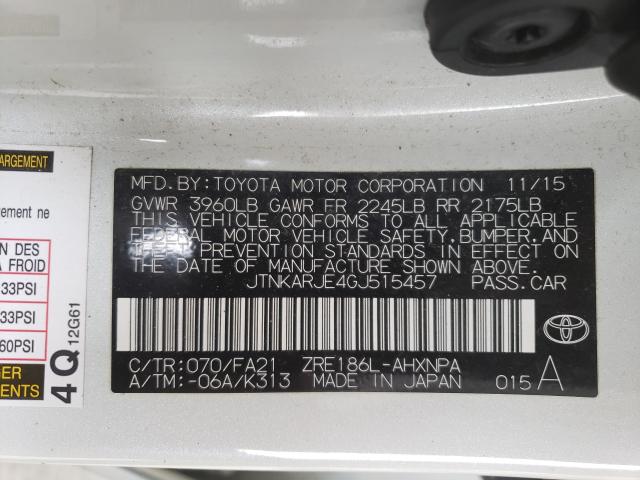 ARGEMENT
rement ne
N DES
A FROID
33PSI
33PSI
60PSI
GER
EMENTS
4Q 12G61
MFD. BY: TOYOTA MOTOR CORPORATION 11/15
GVWR 3960LB GAWR FR 2245LB RR 2175LB
THIS VEHICLE CONFORMS TO ALL APPLICABLE
FEDERAL MOTOR VEHICLE SAFETY, BUMPER, AND
THEFT PREVENTION STANDARDS IN EFFECT ON
THE DATE OF MANUFACTURE SHOWN ABOVE.
JTNKARJE4GJ515457 PASS.CAR
C/TR: 070/FA21 ZRE186L-AHXNPA
A/TM: -06A/K313 MADE IN JAPAN 015 A